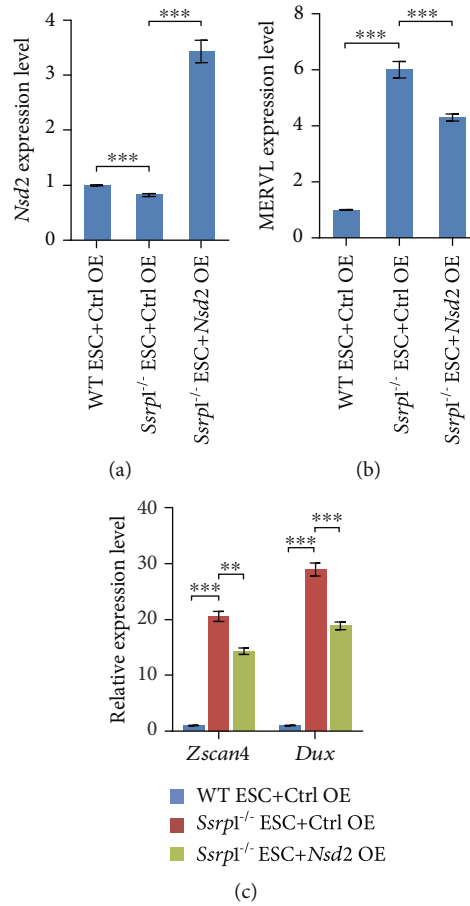 ***
***
4
3
2
1
0
Nsd2 expression level
WT ESC+Ctrl OE
Ssrp1-/- ESC+Ctrl OE
Ssrp1-/- ESC+Nsd2 OE
(a)
***
***
8
6
4
2
0
MERVL expression level
WT ESC+Ctrl OE
Ssrp1-/- ESC+Ctrl OE
Ssrp1-/- ESC+Nsd2 OE
(b)
40
30
20
10
0
Relative expression level
*** ** *** ***
Zscan4 Dux
WT ESC+Ctrl OE
Ssrp1-/- ESC+Ctrl OE
Ssrp1-/- ESC+Nsd2 OE
(c)